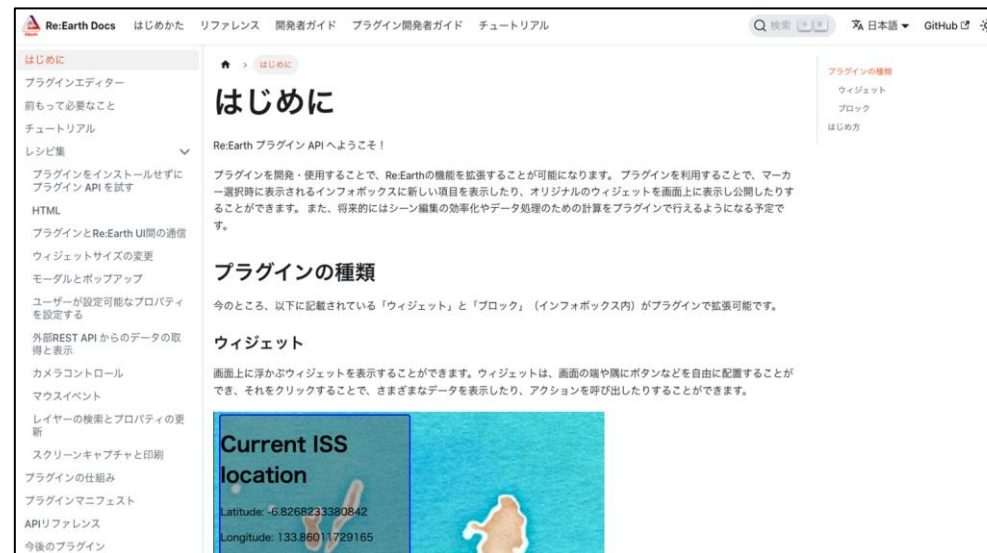 Re:Earth Docs はじめかた リファレンス 開発者ガイド プラグイン開発者ガイド チュートリアル 検索 日本語 GitHub
はじめに
プラグインエディター
前もって必要なこと
チュートリアル
レシピ集
プラグインをインストールせずに
プラグイン API を試す
HTML
プラグインとRe:Earth UI間の通信
ウィジェットサイズの変更
モーダルとポップアップ
ユーザーが設定可能なプロパティ
を設定する
外部REST API からのデータの取
得と表示
カメラコントロール
マウスイベント
レイヤーの検索とプロパティの更
新
スクリーンキャプチャと印刷
プラグインの仕組み
プラグインマニフェスト
APIリファレンス
今後のプラグイン
はじめに
はじめに
Re:Earth プラグイン API へようこそ！
プラグインを開発・使用することで、Re:Earthの機能を拡張することが可能になります。 プラグインを利用することで、マーカ
ー選択時に表示されるインフォボックスに新しい項目を表示したり、オリジナルのウィジェットを画面上に表示し公開したりす
ることができます。 また、将来的にはシーン編集の効率化やデータ処理のための計算をプラグインで行えるようになる予定で
す。
プラグインの種類
今のところ、以下に記載されている「ウィジェット」と「ブロック」（インフォボックス内）がプラグインで拡張可能です。
ウィジェット
画面上に浮かぶウィジェットを表示することができます。ウィジェットは、画面の端や隅にボタンなどを自由に配置することが
でき、それをクリックすることで、さまざまなデータを表示したり、アクションを呼び出したりすることができます。
Current ISS
location
Latitude: -6.8268233380842
Longitude: 133.86011729165
プラグインの種類
ウィジェット
ブロック
はじめ方